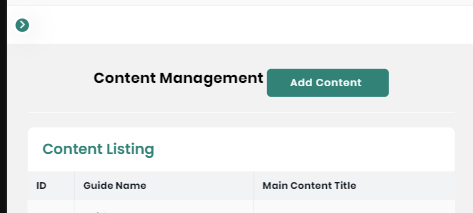 Content Management Add Content
Content Listing
ID Guide Name Main Content Title